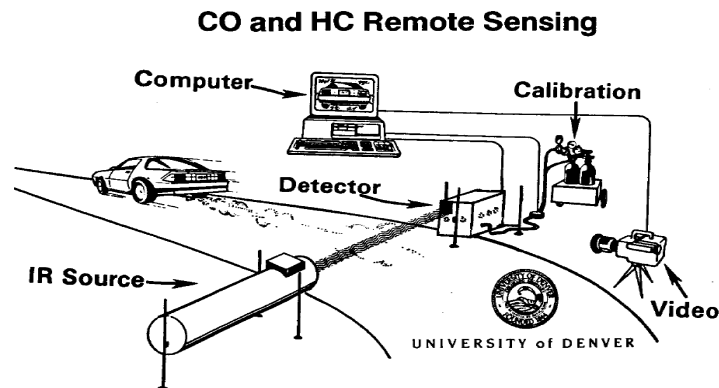 CO and HC Remote Sensing
Computer
Calibration
Detector
IR Source
Video
UNIVERSITY of DENVER